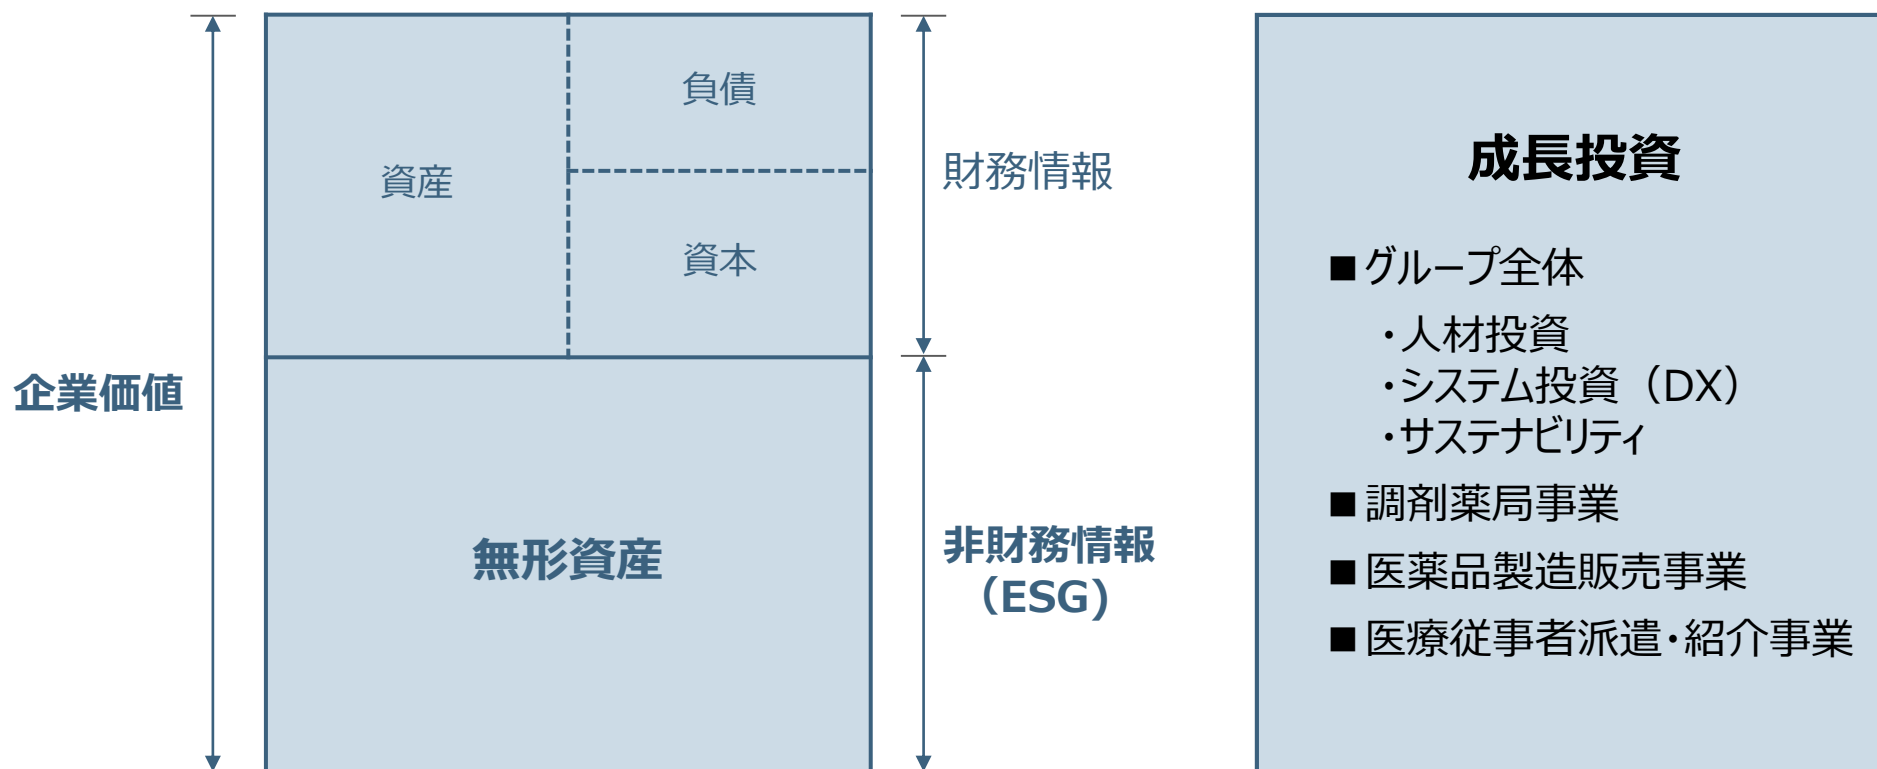 企業価値
資産
負債
資本
無形資産
財務情報
非財務情報
（ESG）
成長投資
■グループ全体
・人材投資
・システム投資（DX）
・サステナビリティ
■調剤薬局事業
■医薬品製造販売事業
■医療従事者派遣・紹介事業